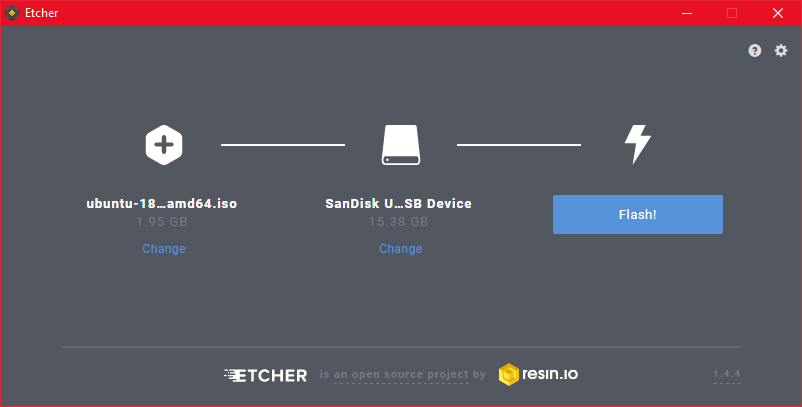 Etcher
ubuntu-18...amd64.iso
1.95 GB
Change
SanDisk U...SB Device
15.38 GB
Change
Flash!
ETCHER is an open source project by resin.io
1.4.4